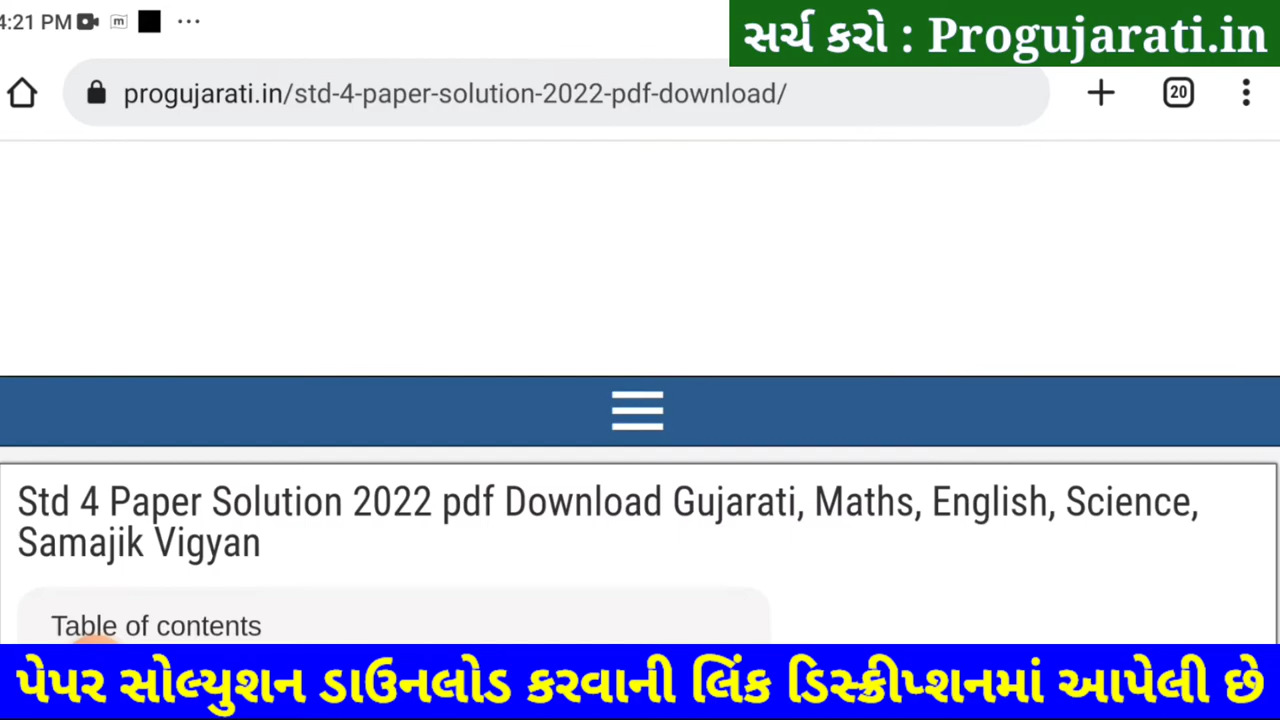 4:21 PM
સર્ચ કરો : Progujarati.in
progujarati.in/std-4-paper-solution-2022-pdf-download/
20
Std 4 Paper Solution 2022 pdf Download Gujarati, Maths, English, Science,
Samajik Vigyan
Table of contents
પેપર સોલ્યુશન ડાઉનલોડ કરવાની લિંક ડિસ્ક્રીપ્શનમાં આપેલી છે